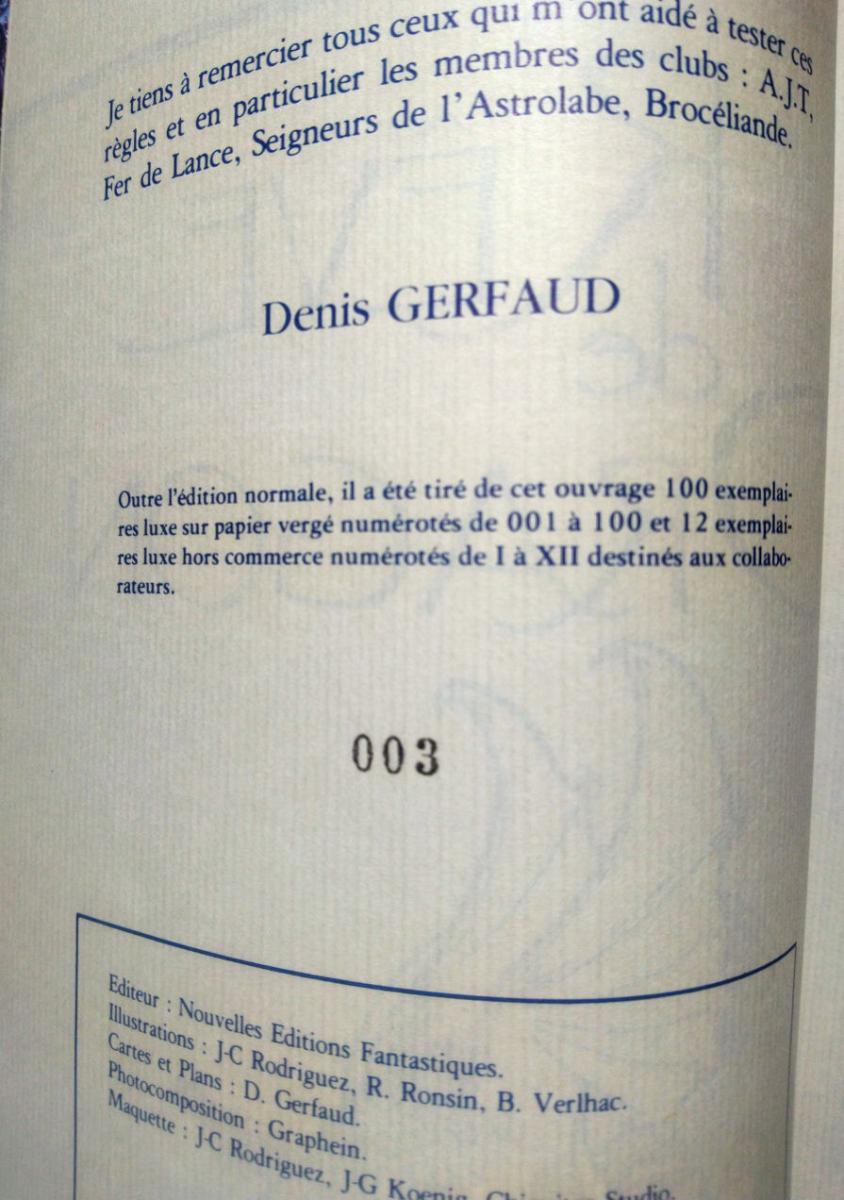 Je tiens à remercier tous ceux qui m'ont aidé à tester ces
règles et en particulier les membres des clubs : A.J.T,
Fer de Lance, Seigneurs de l'Astrolabe, Brocéliande.
Denis GERFAUD
Outre l'édition normale, il a été tiré de cet ouvrage 100 exemplai-
res luxe sur papier vergé numérotés de 001 à 100 et 12 exemplai-
res luxe hors commerce numérotés de I à XII destinés aux collabo-
rateurs.
003
Editeur : Nouvelles Editions Fantastiques.
Illustrations : J-C Rodriguez, R. Ronsin, B. Verlhac.
Cartes et Plans : D. Gerfaud.
Photocomposition : Graphein.
Maquette : J-C Rodriguez, J-G Koenig, Studio.